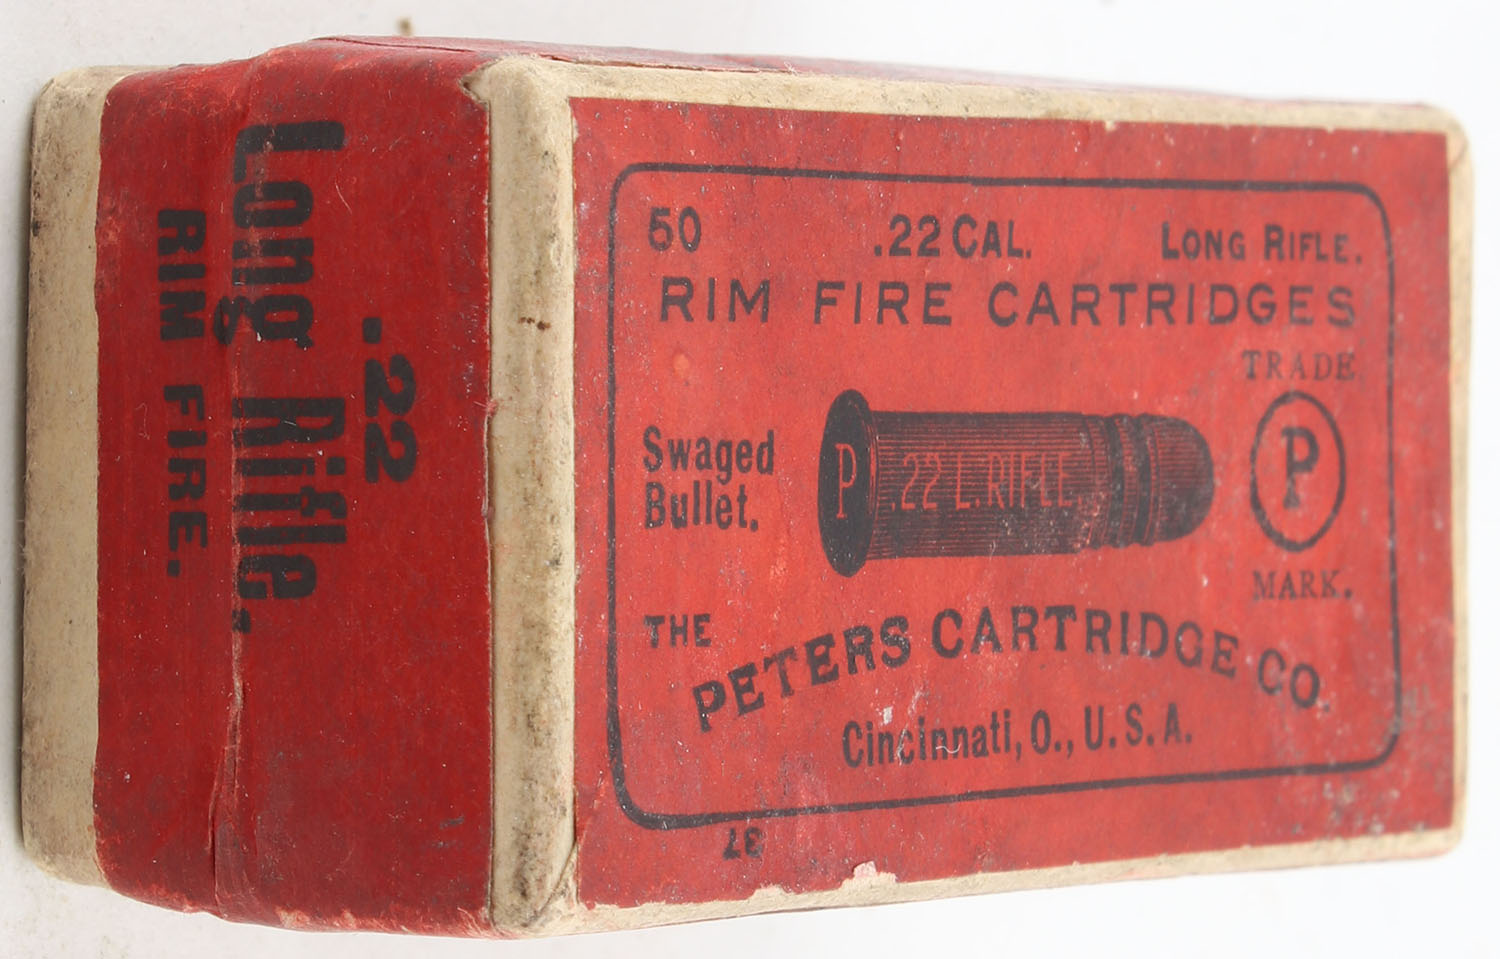 50 .22 CAL. LONG RIFLE.
RIM FIRE CARTRIDGES
TRADE
P
MARK.
Swaged
Bullet.
P .22 L. RIFLE
THE
PETERS CARTRIDGE CO.
Cincinnati, O., U.S.A.
37
.22
Long Rifle.
RIM FIRE.